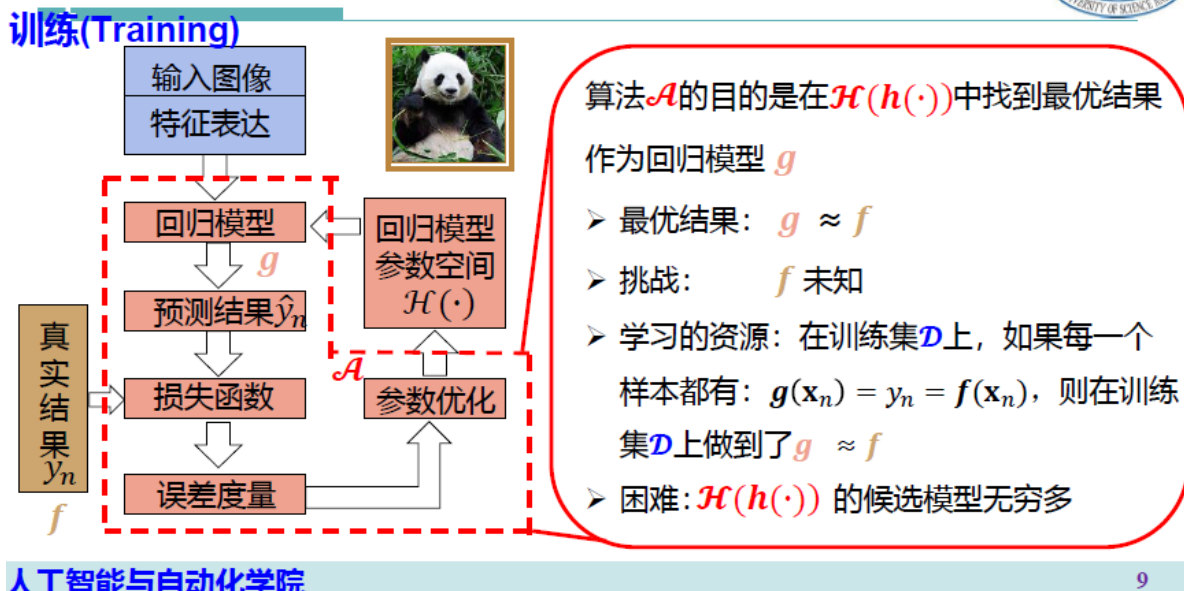 UNIVERSITY OF SCIENCE
训练(Training)
输入图像
特征表达
回归模型
g
预测结果ŷₙ
损失函数
误差度量
真
实
结
果
yₙ
f
回归模型
参数空间
ℋ(·)
𝒜
参数优化
算法𝒜的目的是在ℋ(h(·))中找到最优结果
作为回归模型 g
➢ 最优结果： g ≈ f
➢ 挑战： f 未知
➢ 学习的资源：在训练集𝒟上，如果每一个
样本都有：g(xₙ) = yₙ = f(xₙ)，则在训练
集𝒟上做到了g ≈ f
➢ 困难：ℋ(h(·)) 的候选模型无穷多
人工智能与自动化学院
9